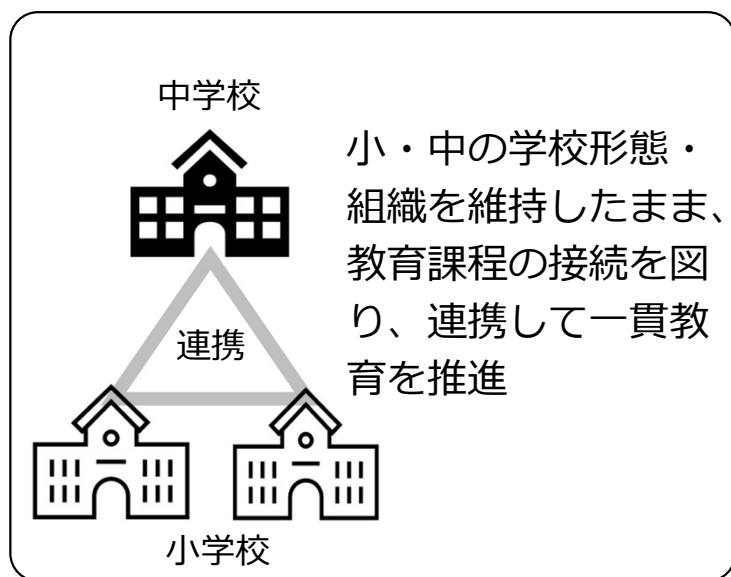 中学校
連携
小学校
小・中の学校形態・
組織を維持したまま、
教育課程の接続を図
り、連携して一貫教
育を推進